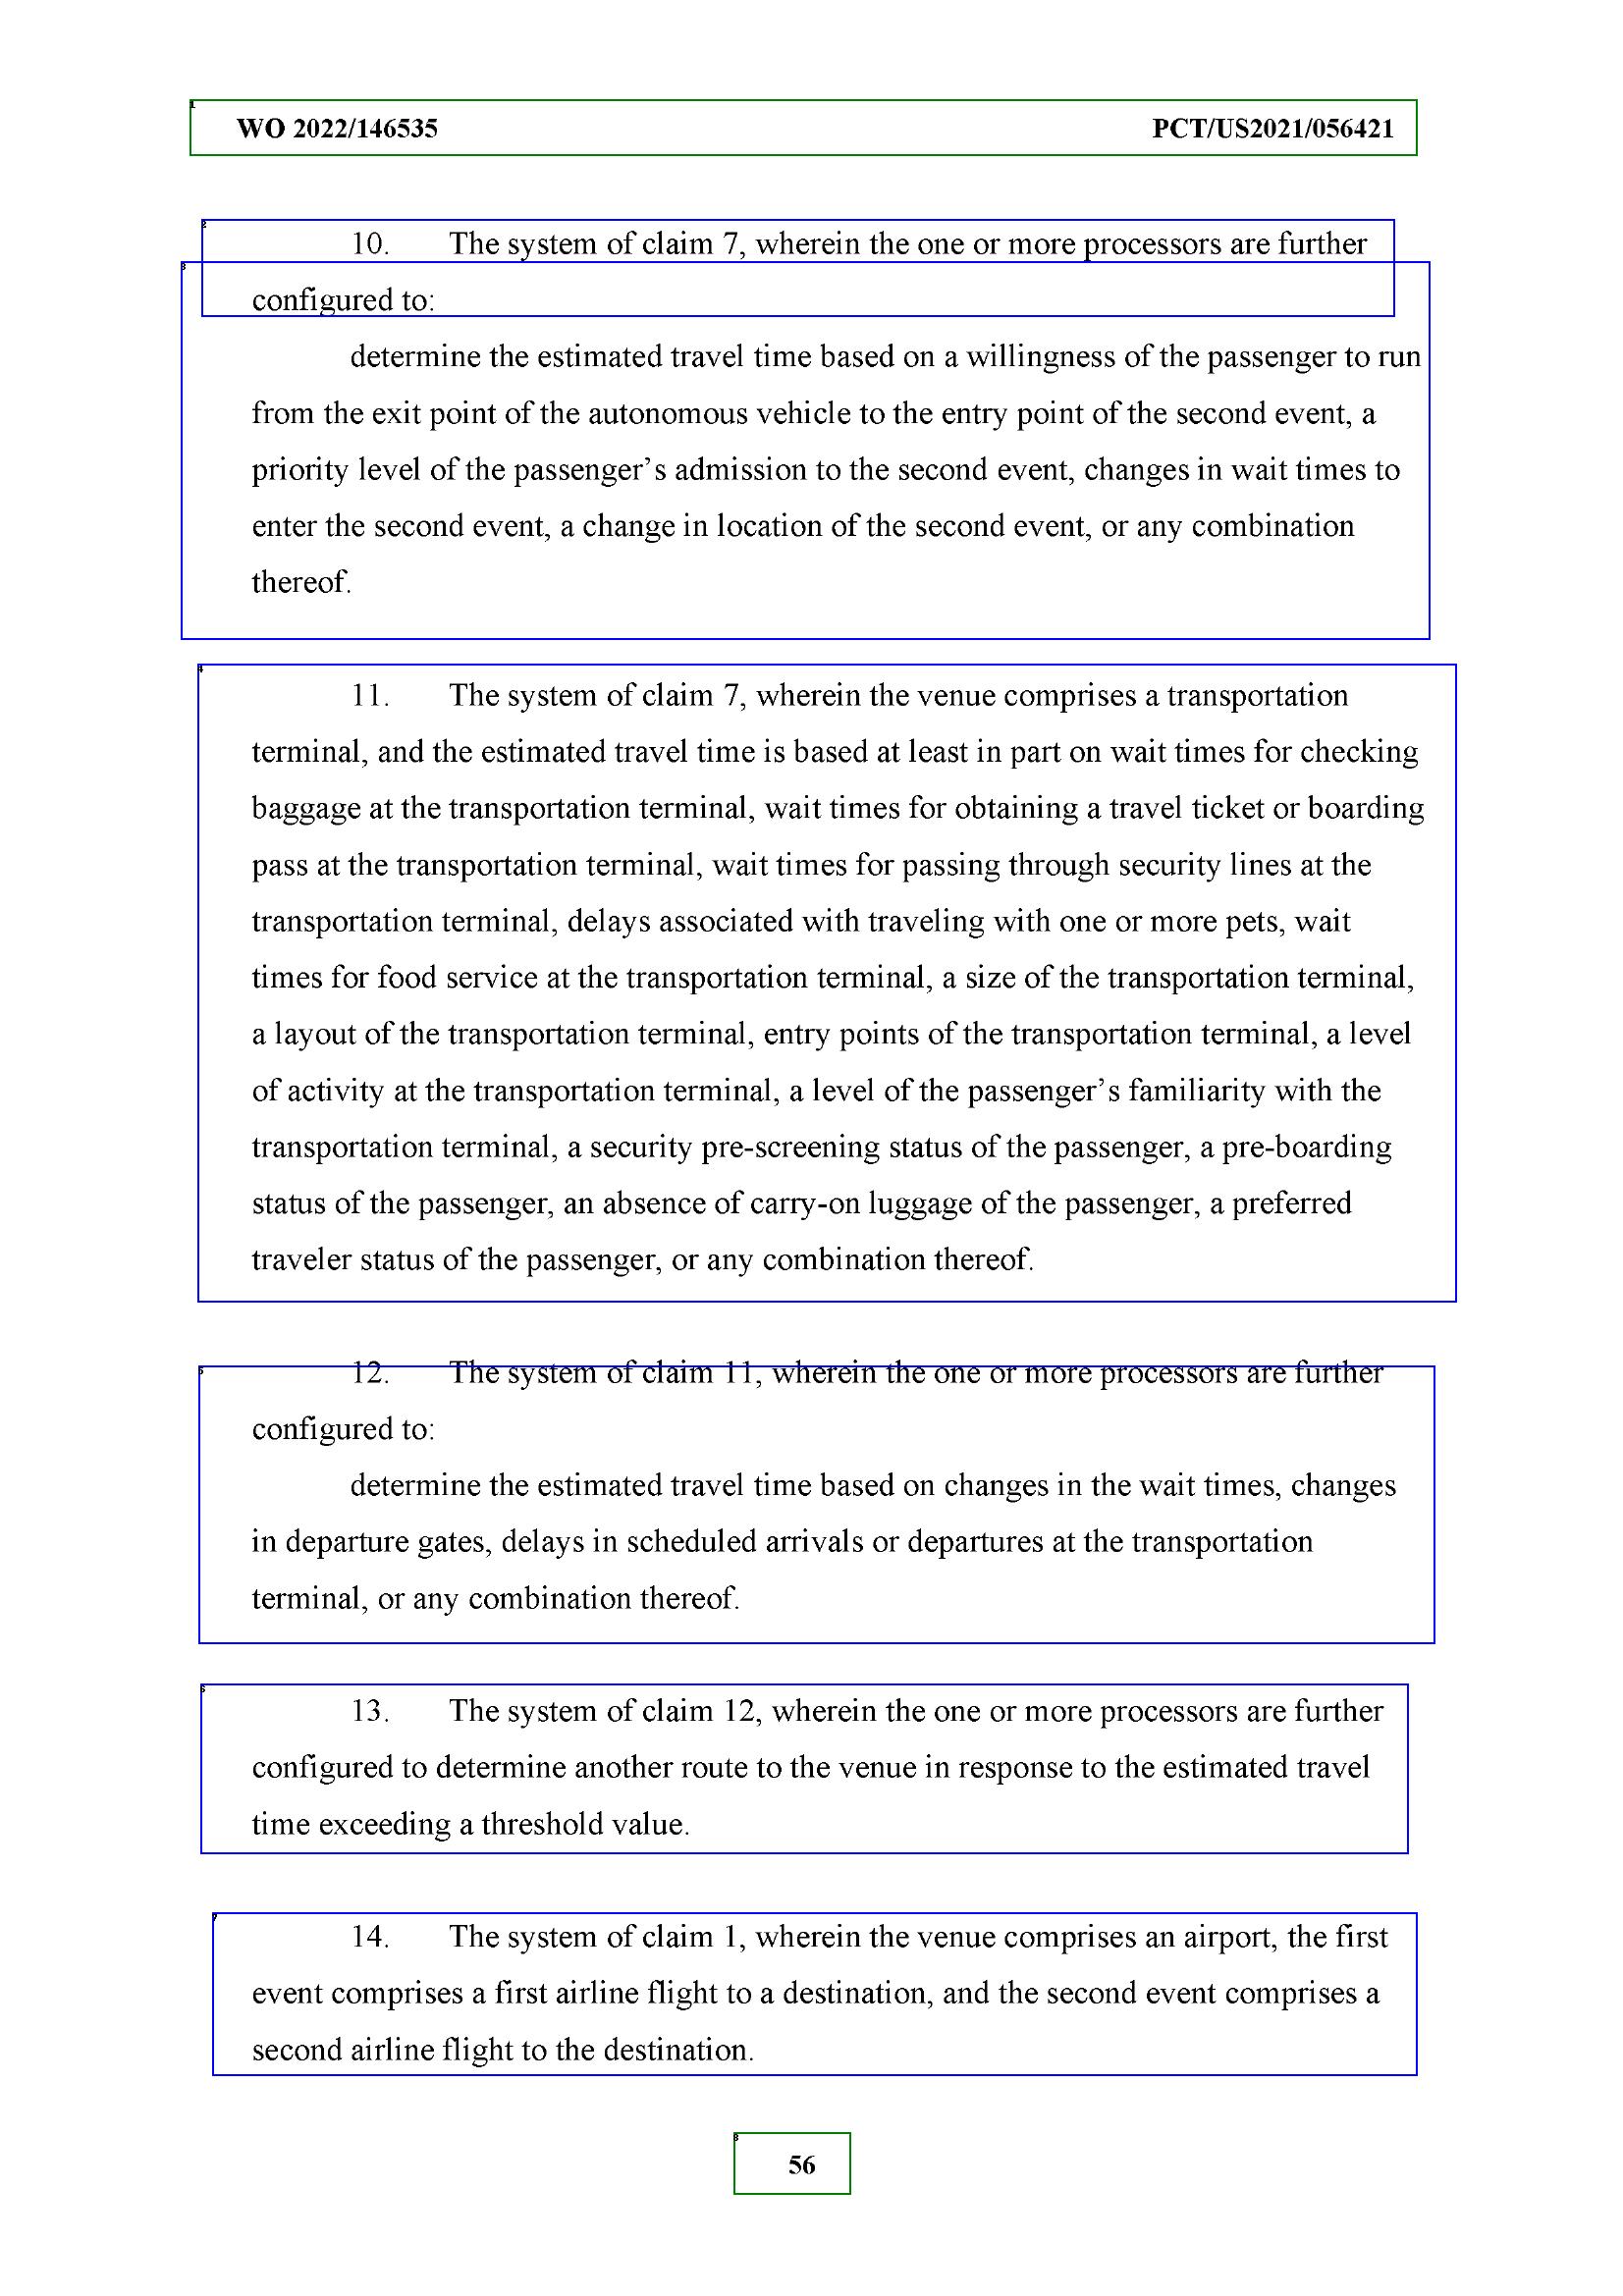 WO 2022/146535 PCT/US2021/056421
10. The system of claim 7, wherein the one or more processors are further
configured to:
determine the estimated travel time based on a willingness of the passenger to run
from the exit point of the autonomous vehicle to the entry point of the second event, a
priority level of the passenger’s admission to the second event, changes in wait times to
enter the second event, a change in location of the second event, or any combination
thereof.
11. The system of claim 7, wherein the venue comprises a transportation
terminal, and the estimated travel time is based at least in part on wait times for checking
baggage at the transportation terminal, wait times for obtaining a travel ticket or boarding
pass at the transportation terminal, wait times for passing through security lines at the
transportation terminal, delays associated with traveling with one or more pets, wait
times for food service at the transportation terminal, a size of the transportation terminal,
a layout of the transportation terminal, entry points of the transportation terminal, a level
of activity at the transportation terminal, a level of the passenger’s familiarity with the
transportation terminal, a security pre-screening status of the passenger, a pre-boarding
status of the passenger, an absence of carry-on luggage of the passenger, a preferred
traveler status of the passenger, or any combination thereof.
12. The system of claim 11, wherein the one or more processors are further
configured to:
determine the estimated travel time based on changes in the wait times, changes
in departure gates, delays in scheduled arrivals or departures at the transportation
terminal, or any combination thereof.
13. The system of claim 12, wherein the one or more processors are further
configured to determine another route to the venue in response to the estimated travel
time exceeding a threshold value.
14. The system of claim 1, wherein the venue comprises an airport, the first
event comprises a first airline flight to a destination, and the second event comprises a
second airline flight to the destination.
56